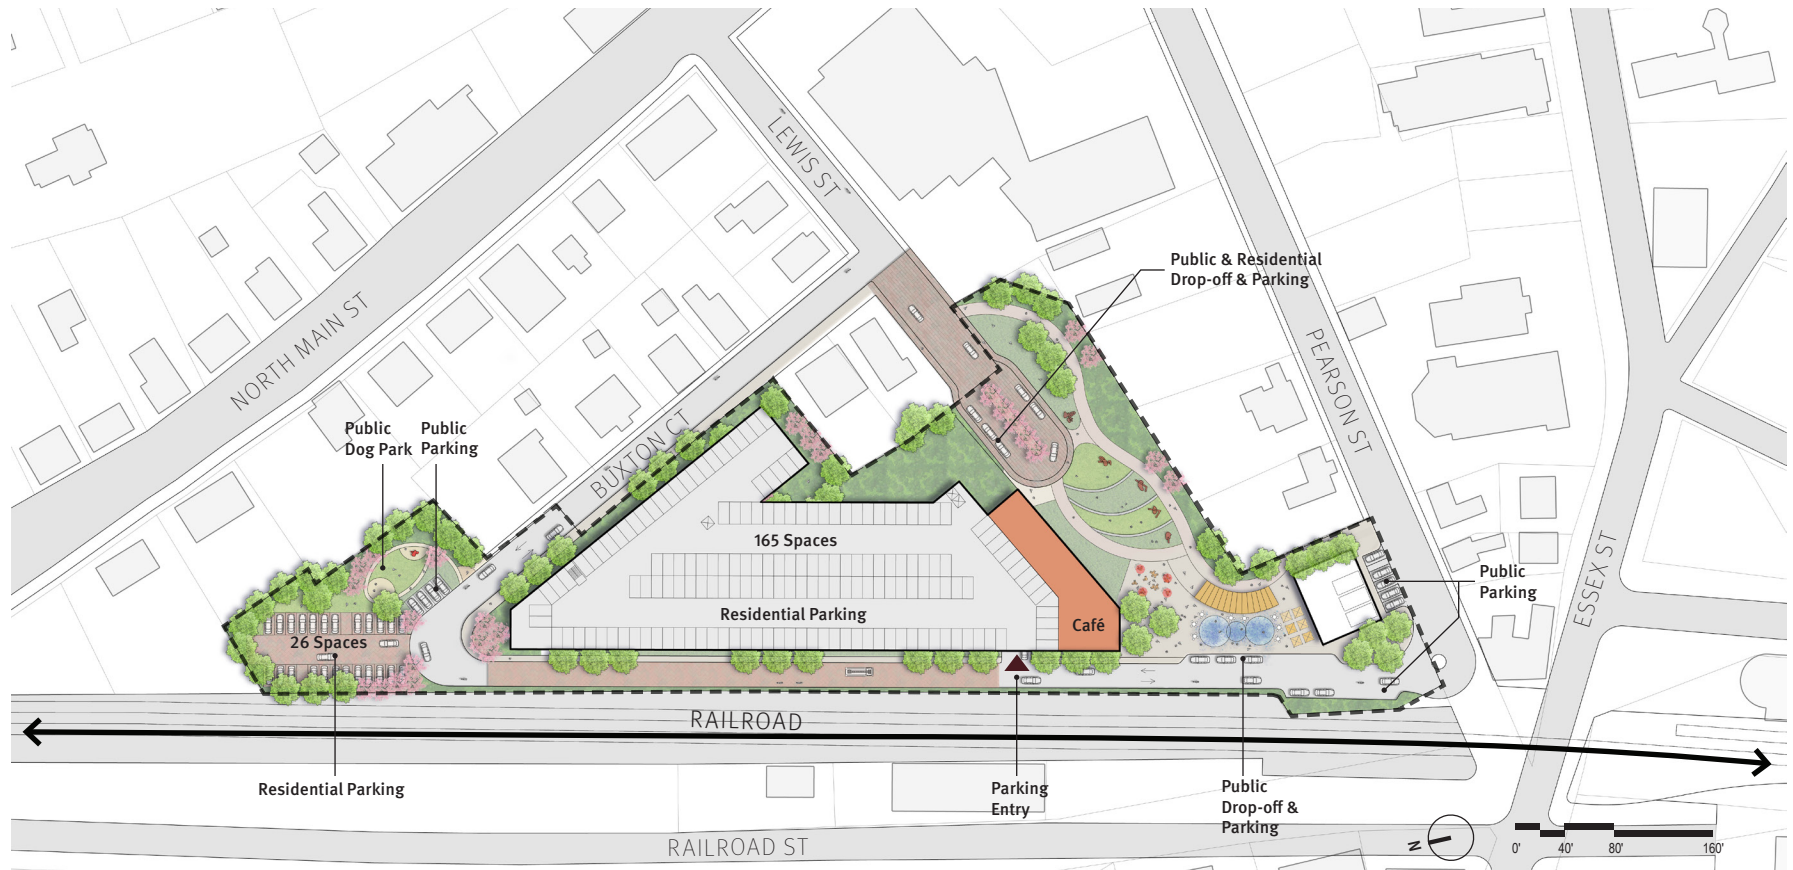 LEWIS ST
Public & Residential
Drop-off & Parking
NORTH MAIN ST
PEARSON ST
Public
Dog Park
Public
Parking
BUXTON CT
165 Spaces
Residential Parking
Café
26 Spaces
Public
Parking
ESSEX ST
RAILROAD
Residential Parking
Parking
Entry
Public
Drop-off &
Parking
RAILROAD ST
N
0' 40' 80' 160'